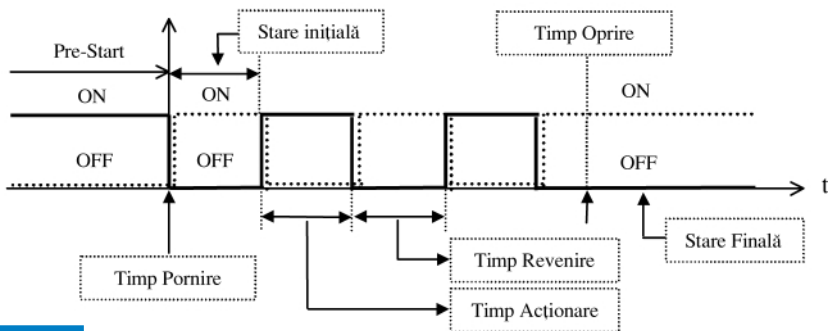 Stare inițială
Timp Oprire
Pre-Start
ON
ON
ON
OFF
OFF
OFF
t
Timp Pornire
Timp Revenire
Stare Finală
Timp Acționare